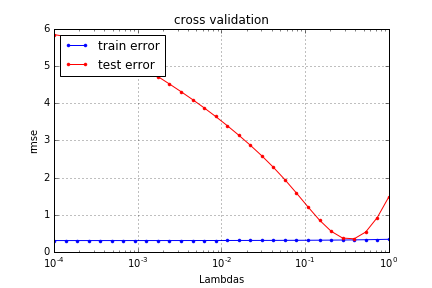 cross validation
train error
test error
rmse
6
5
4
3
2
1
0
10^-4
10^-3
10^-2
10^-1
10^0
Lambdas